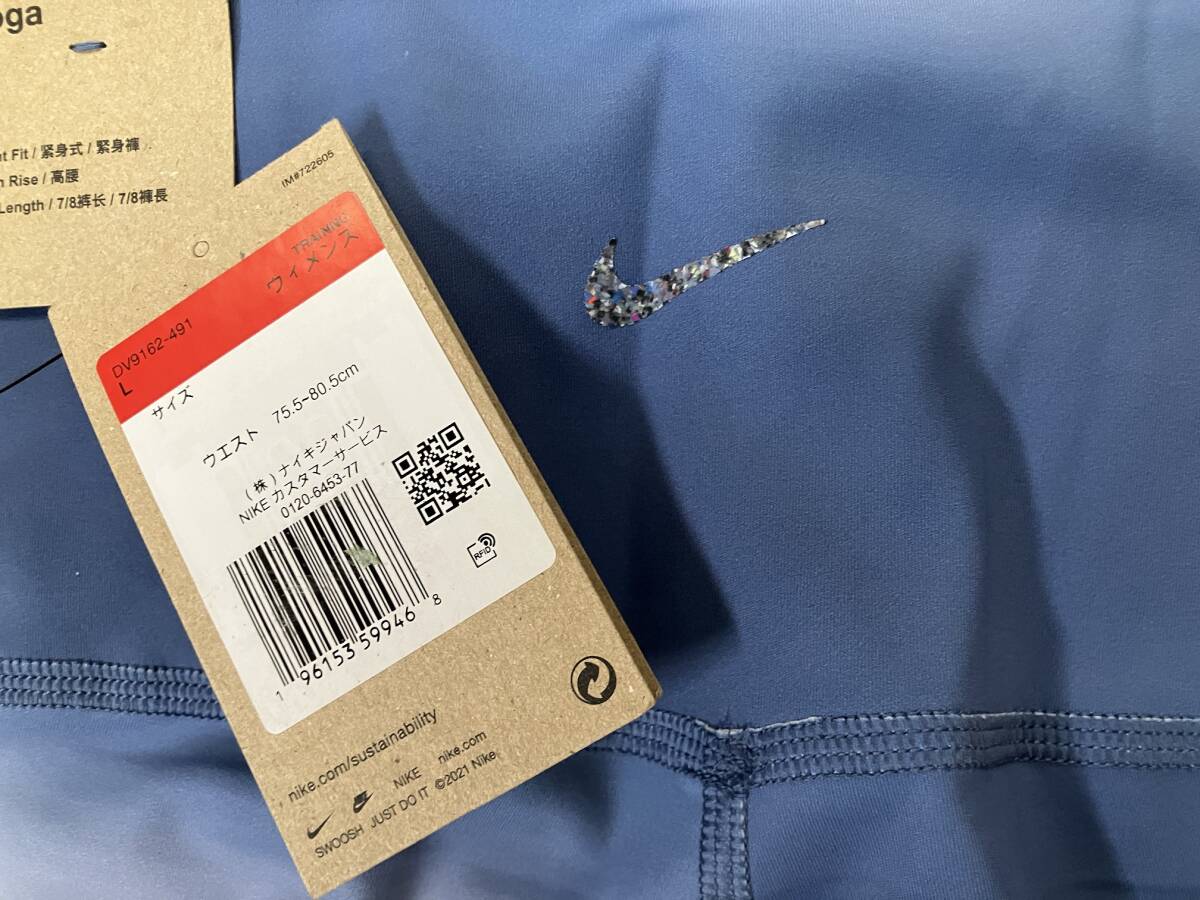 oga
t Fit / 紧身式 / 緊身褲
Rise / 高腰
Length / 7/8裤长 / 7/8褲長
IM#722605
TRAINING
ウィメンズ
DV9162-491
L
サイズ
ウエスト 75.5-80.5cm
(株)ナイキジャパン
NIKE カスタマーサービス
0120-6453-77
RFID
1 96153 59946 8
nike.com/sustainability
NIKE nike.com
SWOOSH JUST DO IT ©2021 Nike